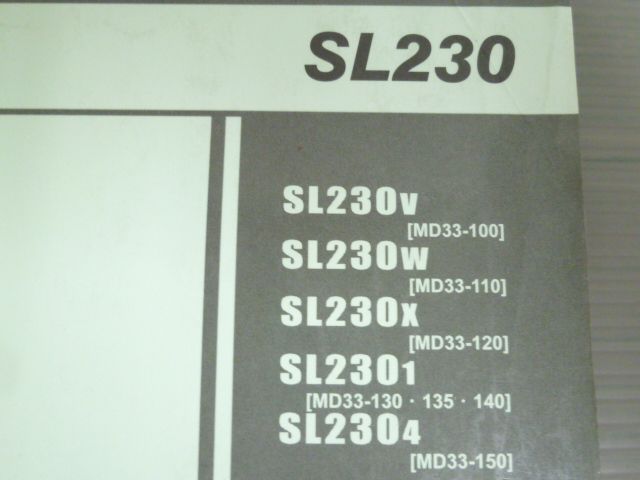 SL230
SL230V
[MD33-100]
SL230W
[MD33-110]
SL230X
[MD33-120]
SL2301
[MD33-130・135・140]
SL2304
[MD33-150]